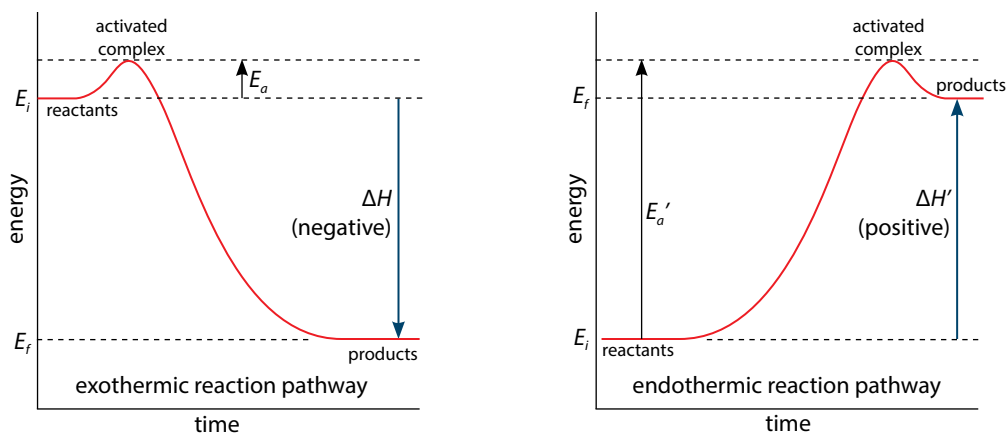 activated
complex
E_a
E_i
reactants
ΔH
(negative)
energy
E_f
products
exothermic reaction pathway
time
activated
complex
products
E_f
E_a′
ΔH′
(positive)
energy
E_i
reactants
endothermic reaction pathway
time